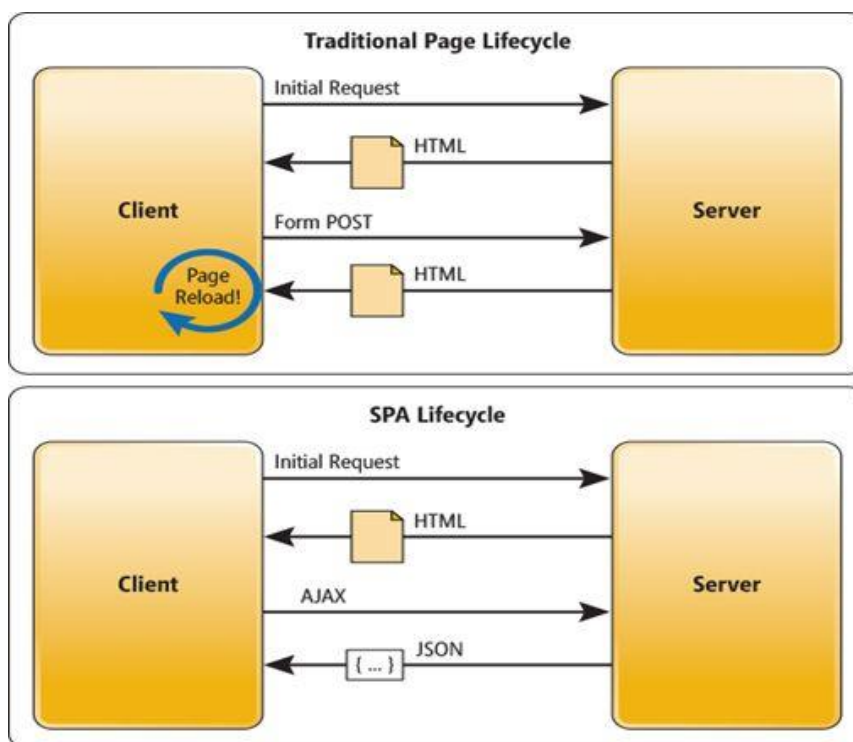 Traditional Page Lifecycle
Initial Request
HTML
Client
Server
Form POST
Page
Reload!
HTML
SPA Lifecycle
Initial Request
HTML
Client
Server
AJAX
JSON
{ ... }